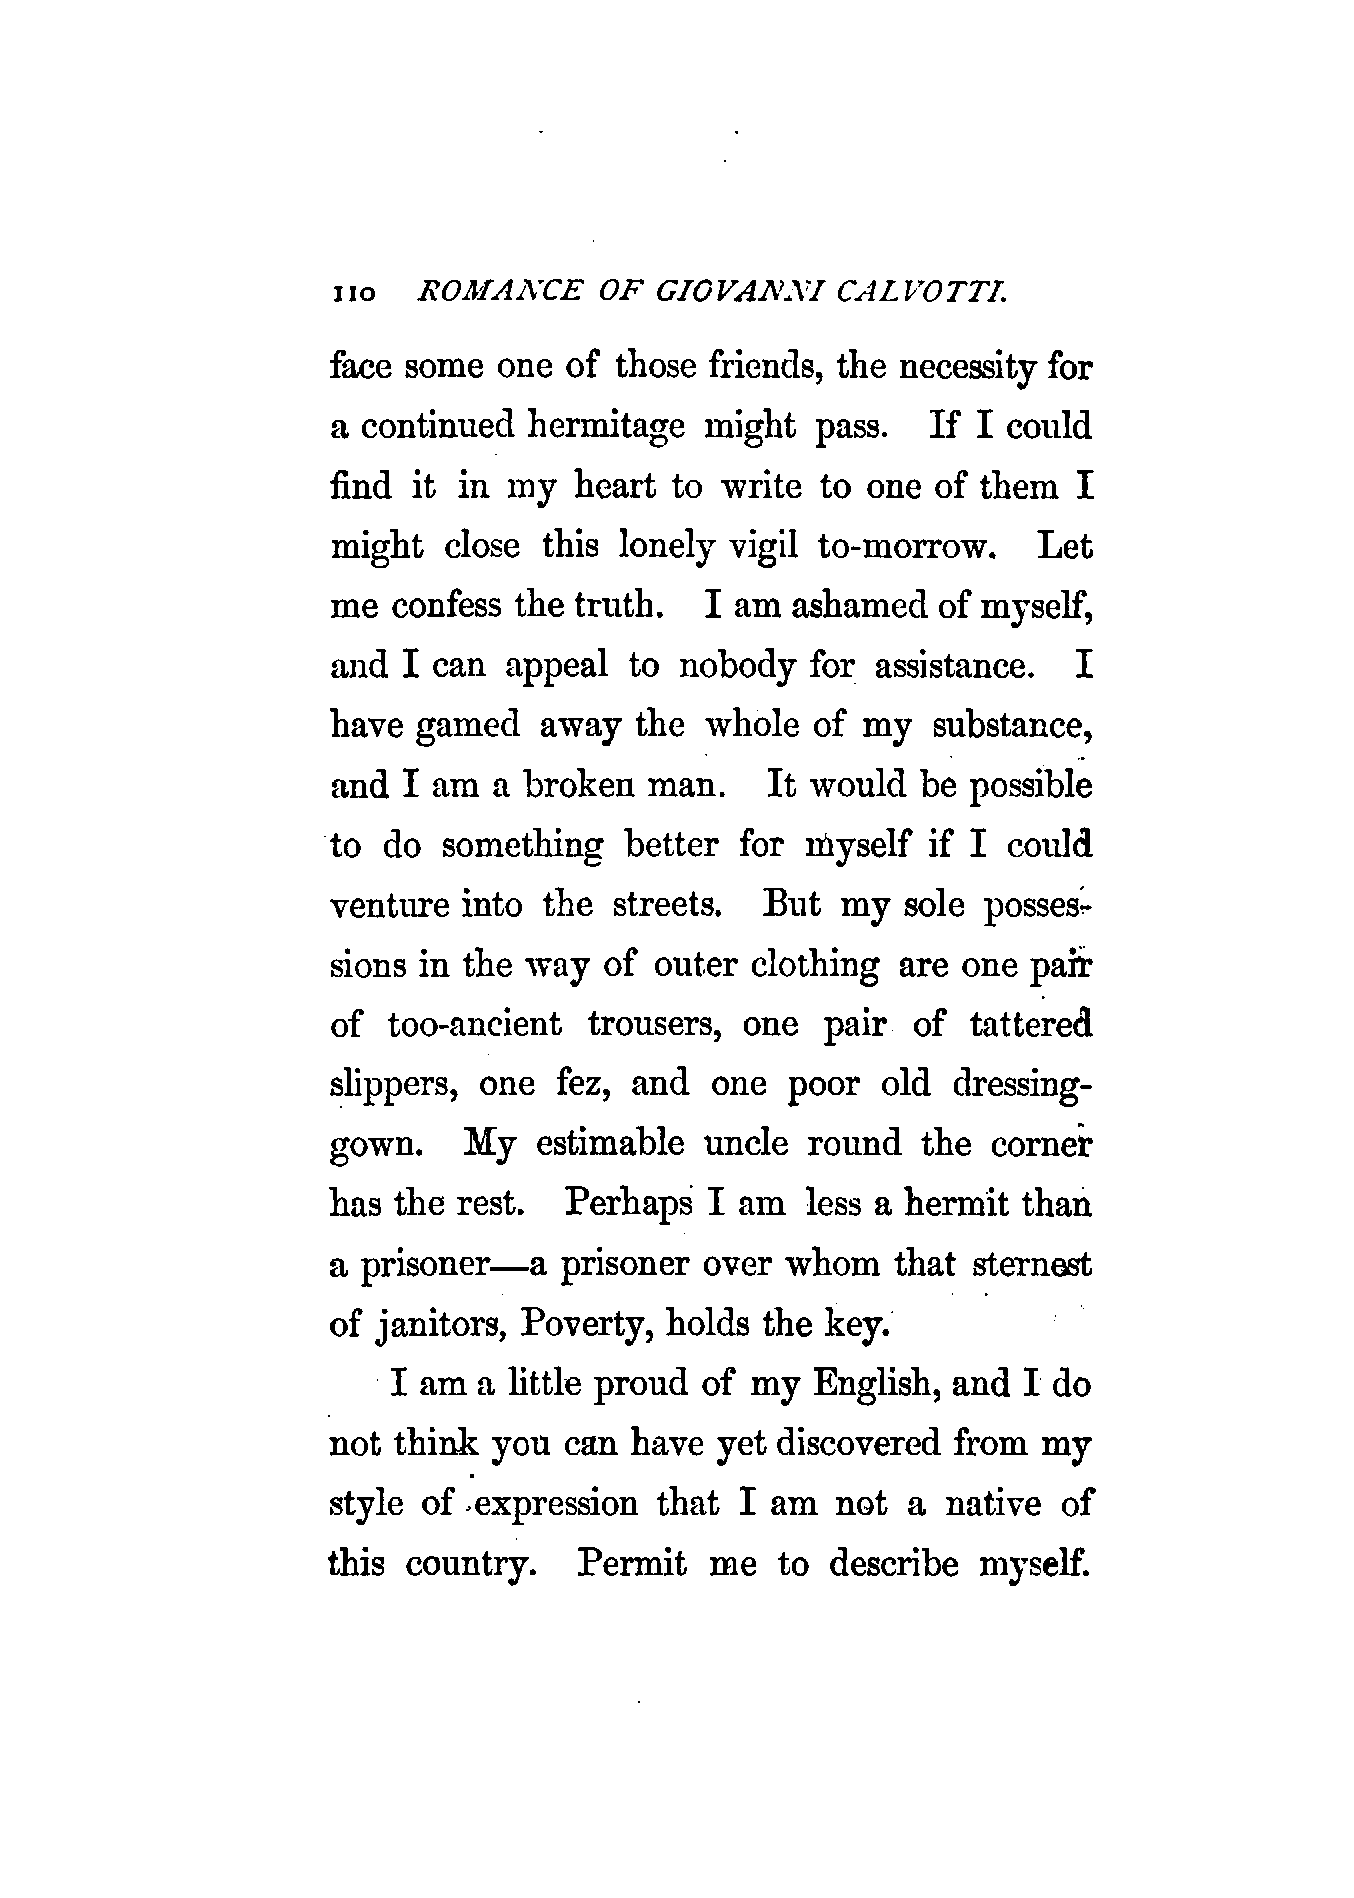 110 ROMANCE OF GIOVANNI CALVOTTI.
face some one of those friends, the necessity for
a continued hermitage might pass. If I could
find it in my heart to write to one of them I
might close this lonely vigil to-morrow. Let
me confess the truth. I am ashamed of myself,
and I can appeal to nobody for assistance. I
have gamed away the whole of my substance,
and I am a broken man. It would be possible
to do something better for myself if I could
venture into the streets. But my sole posses-
sions in the way of outer clothing are one pair
of too-ancient trousers, one pair of tattered
slippers, one fez, and one poor old dressing-
gown. My estimable uncle round the corner
has the rest. Perhaps I am less a hermit than
a prisoner—a prisoner over whom that sternest
of janitors, Poverty, holds the key.
I am a little proud of my English, and I do
not think you can have yet discovered from my
style of expression that I am not a native of
this country. Permit me to describe myself.